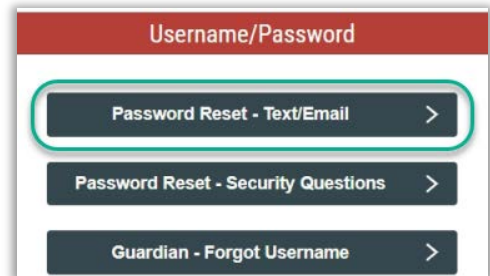 Username/Password
Password Reset - Text/Email
Password Reset - Security Questions
Guardian - Forgot Username